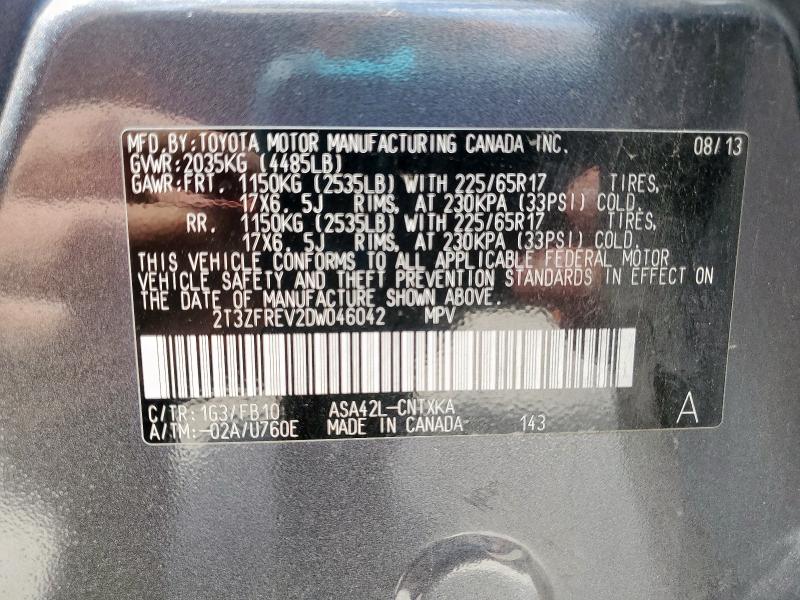 MFD.BY:TOYOTA MOTOR MANUFACTURING CANADA INC. 08/13
GVWR:2035KG (4485LB)
GAWR:FRT. 1150KG (2535LB) WITH 225/65R17 TIRES,
17X6. 5J RIMS, AT 230KPA (33PSI) COLD.
RR. 1150KG (2535LB) WITH 225/65R17 TIRES,
17X6. 5J RIMS, AT 230KPA (33PSI) COLD.
THIS VEHICLE CONFORMS TO ALL APPLICABLE FEDERAL MOTOR
VEHICLE SAFETY AND THEFT PREVENTION STANDARDS IN EFFECT ON
THE DATE OF MANUFACTURE SHOWN ABOVE.
2T3ZFREV2DW046042 MPV
C/TR:1G3/FB10 ASA42L-CNTXKA A
A/TM:-02A/U760E MADE IN CANADA 143